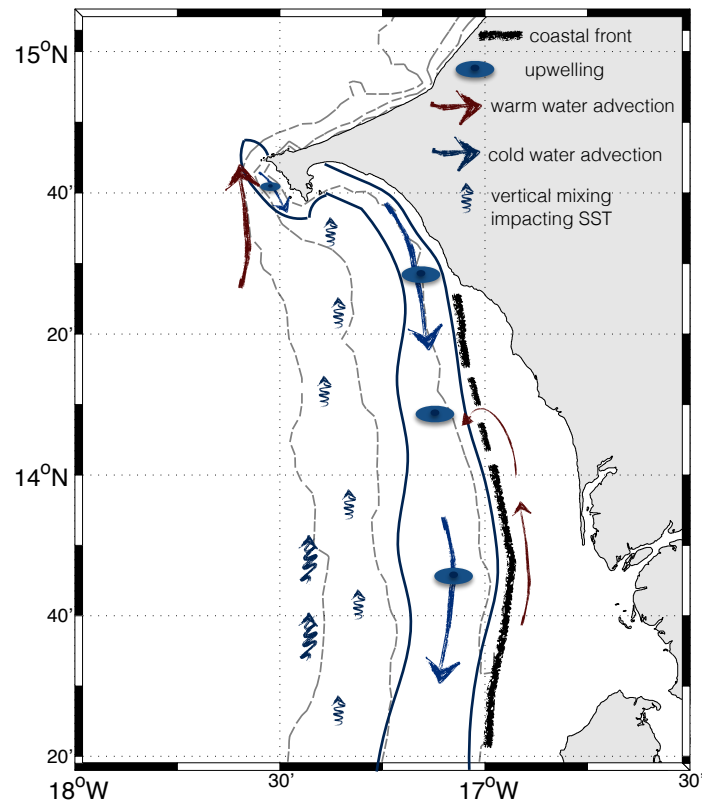 15°N
coastal front
upwelling
warm water advection
cold water advection
40'
vertical mixing
impacting SST
20'
14°N
40'
20'
18°W
30'
17°W
30'